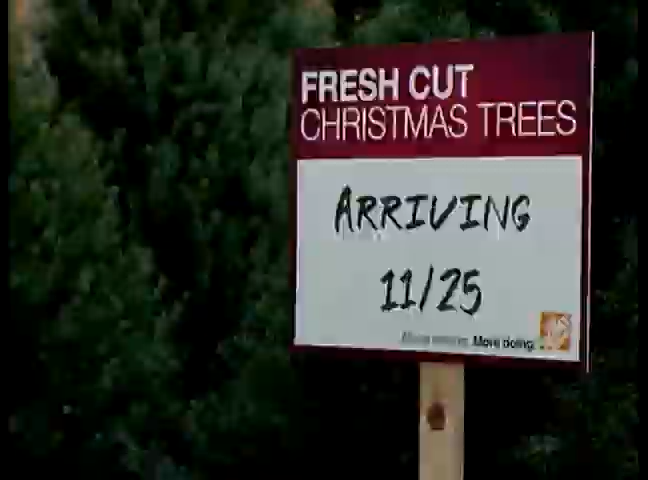 FRESH CUT
CHRISTMAS TREES
ARRIVING
11/25
More saving. More doing.